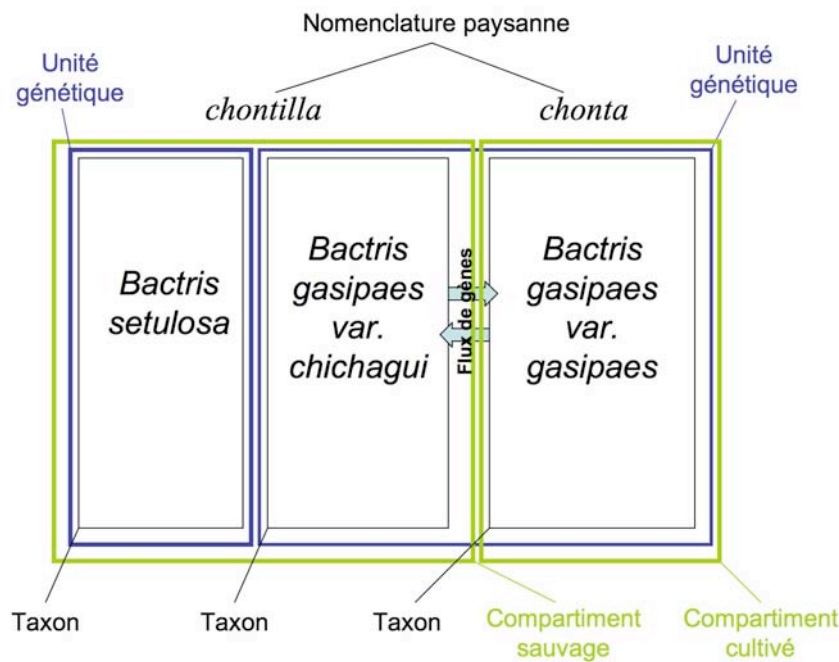 Nomenclature paysanne
Unité
génétique
Unité
génétique
chontilla
chonta
Bactris
setulosa
Bactris
gasipaes
var.
chichagui
Flux de gènes
Bactris
gasipaes
var.
gasipaes
Taxon
Taxon
Taxon
Compartiment
sauvage
Compartiment
cultivé